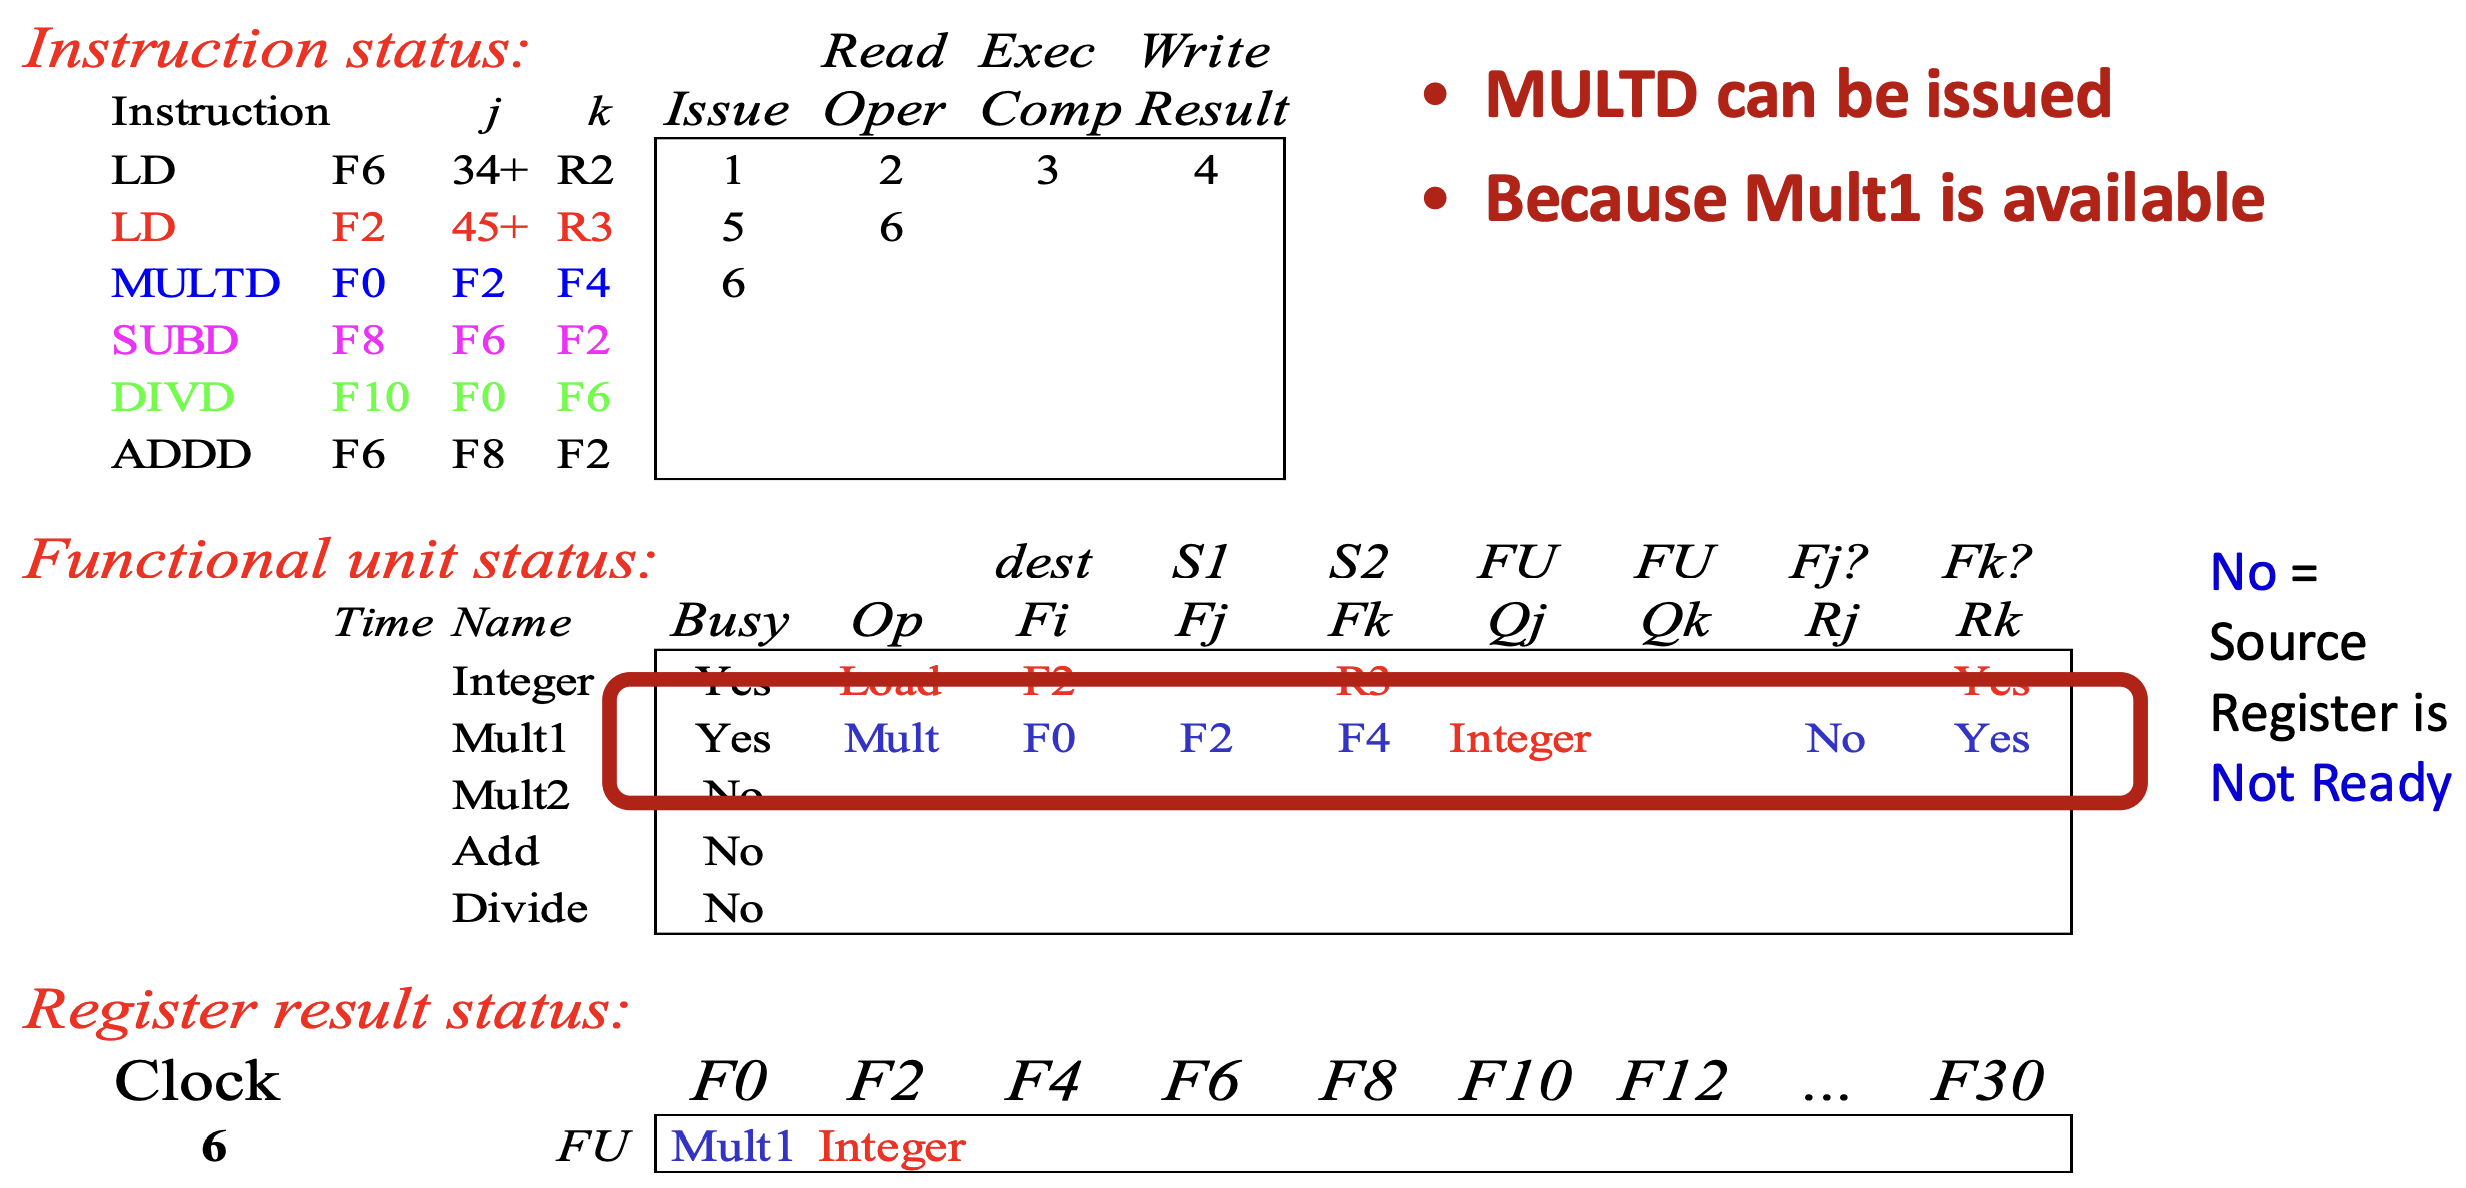 Instruction status: Read Exec Write
Instruction j k Issue Oper Comp Result
LD F6 34+ R2 1 2 3 4
LD F2 45+ R3 5 6
MULTD F0 F2 F4 6
SUBD F8 F6 F2
DIVD F10 F0 F6
ADDD F6 F8 F2
• MULTD can be issued
• Because Mult1 is available
Functional unit status: dest S1 S2 FU FU Fj? Fk?
Time Name Busy Op Fi Fj Fk Qj Qk Rj Rk
Integer Yes Load F2 R3 Yes
Mult1 Yes Mult F0 F2 F4 Integer No Yes
Mult2 No
Add No
Divide No
No =
Source
Register is
Not Ready
Register result status:
Clock F0 F2 F4 F6 F8 F10 F12 ... F30
6 FU Mult1 Integer